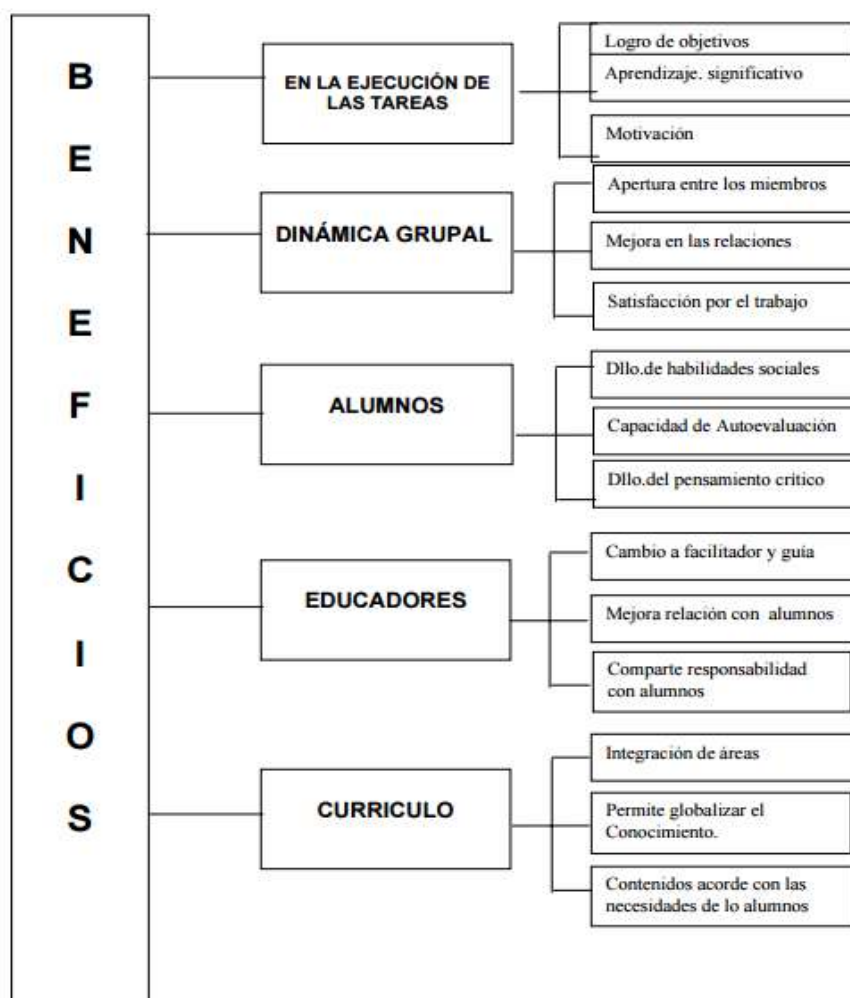 BENEFICIOS
EN LA EJECUCIÓN DE
LAS TAREAS
Logro de objetivos
Aprendizaje. significativo
Motivación
DINÁMICA GRUPAL
Apertura entre los miembros
Mejora en las relaciones
Satisfacción por el trabajo
ALUMNOS
Dllo.de habilidades sociales
Capacidad de Autoevaluación
Dllo.del pensamiento crítico
EDUCADORES
Cambio a facilitador y guía
Mejora relación con alumnos
Comparte responsabilidad
con alumnos
CURRICULO
Integración de áreas
Permite globalizar el
Conocimiento.
Contenidos acorde con las
necesidades de lo alumnos